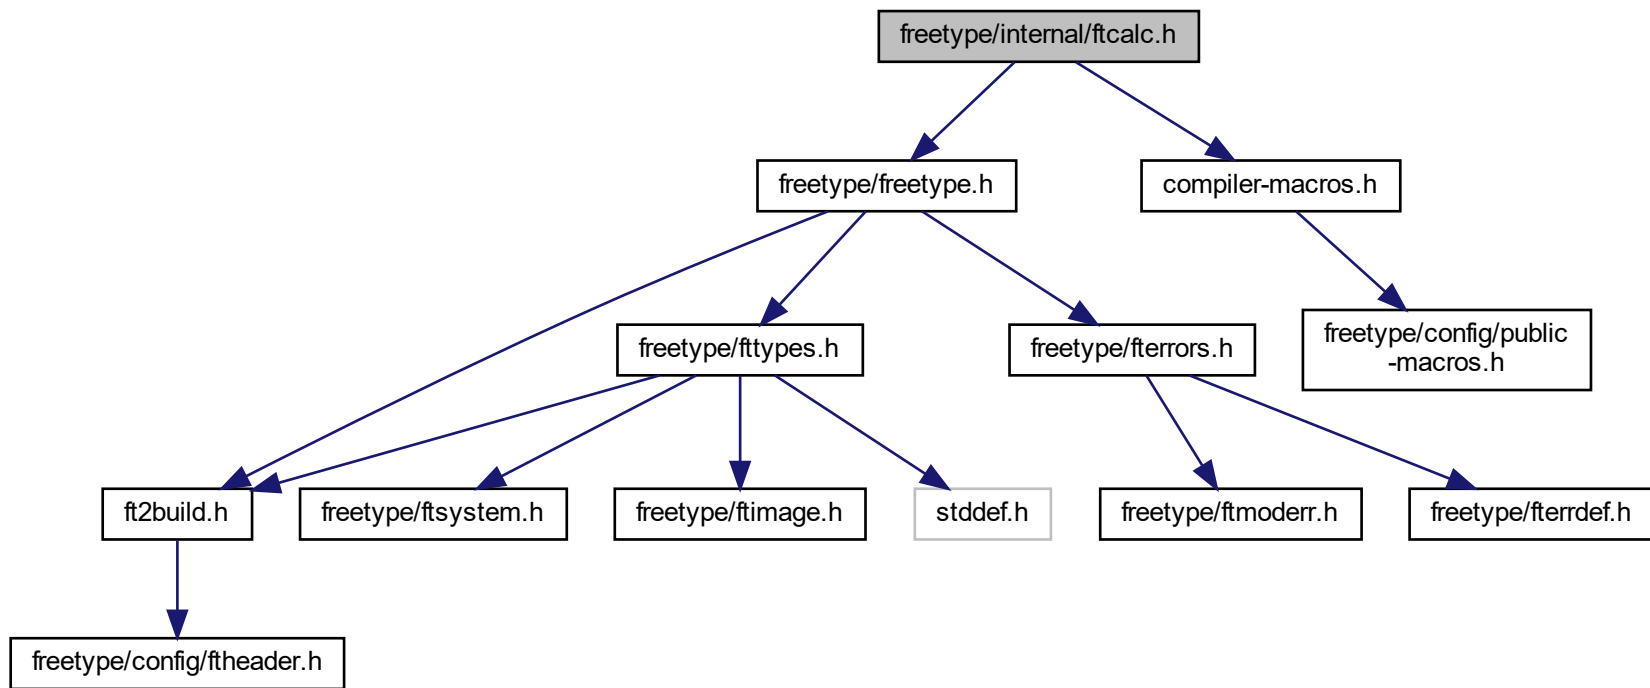 freetype/internal/ftcalc.h
freetype/freetype.h
compiler-macros.h
freetype/fttypes.h
freetype/fterrors.h
freetype/config/public
-macros.h
ft2build.h
freetype/ftsystem.h
freetype/ftimage.h
stddef.h
freetype/ftmoderr.h
freetype/fterrdef.h
freetype/config/ftheader.h